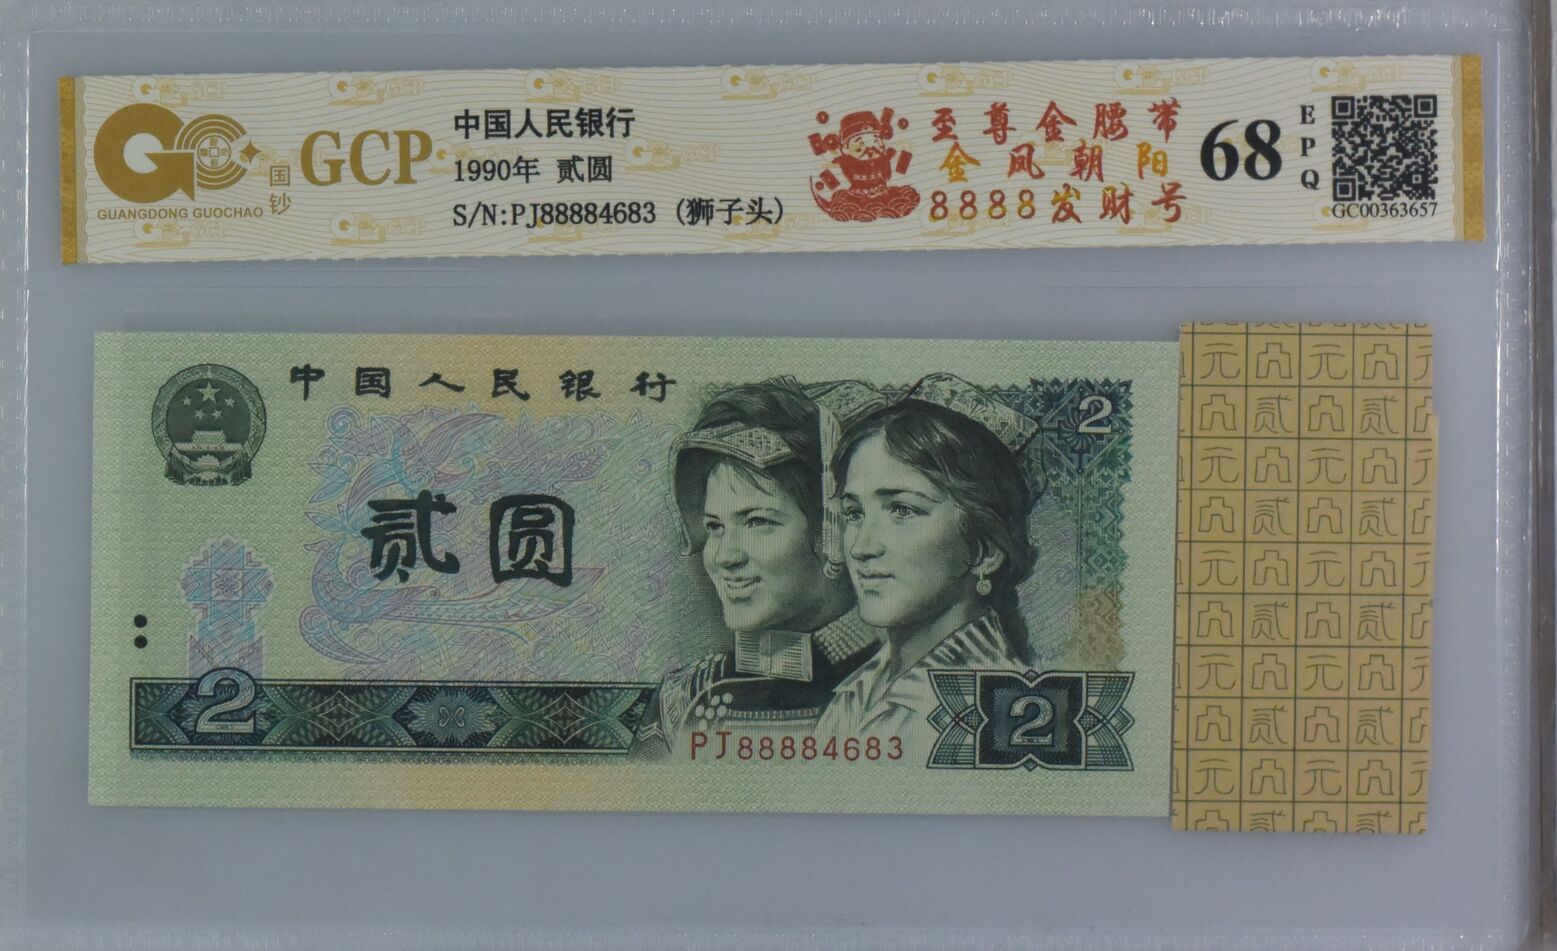 国钞
GUANGDONG GUOCHAO
GCP
中国人民银行
1990年 贰圆
S/N:PJ88884683 (狮子头)
至尊金腰带
金凤朝阳
8888发财号
68
EPQ
GC00363657
中国人民银行
2
贰圆
2
PJ88884683
2